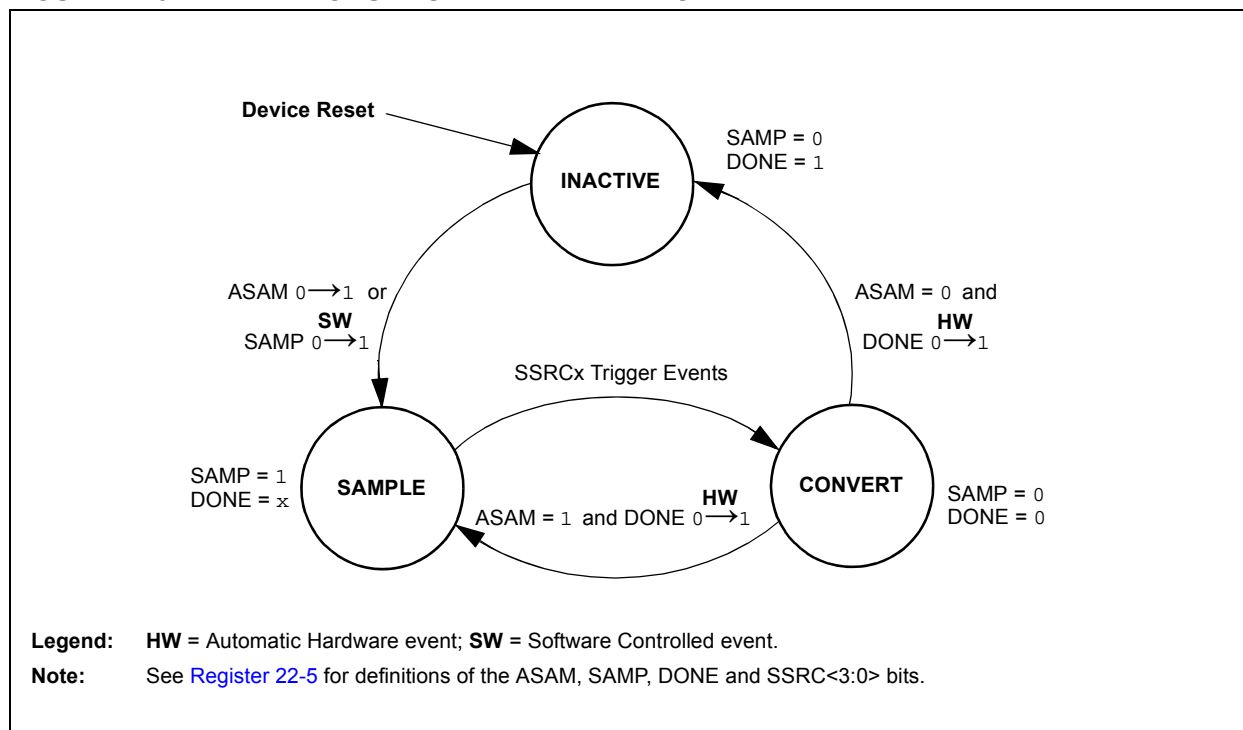 Device Reset
SAMP = 0
DONE = 1
INACTIVE
ASAM 0→1 or
SW
SAMP 0→1
ASAM = 0 and
HW
DONE 0→1
SSRCx Trigger Events
SAMP = 1
DONE = x
SAMPLE
HW
ASAM = 1 and DONE 0→1
CONVERT
SAMP = 0
DONE = 0
Legend: HW = Automatic Hardware event; SW = Software Controlled event.
Note: See Register 22-5 for definitions of the ASAM, SAMP, DONE and SSRC<3:0> bits.